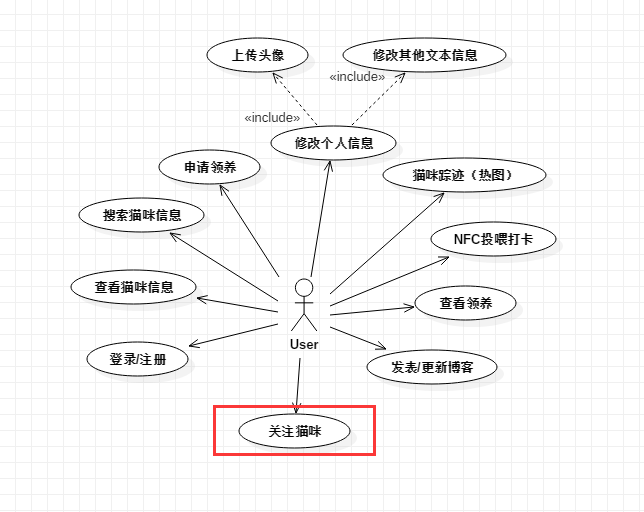 上传头像
修改其他文本信息
«include»
«include»
修改个人信息
申请领养
猫咪踪迹（热图）
搜索猫咪信息
NFC投喂打卡
查看猫咪信息
查看领养
User
登录/注册
发表/更新博客
关注猫咪